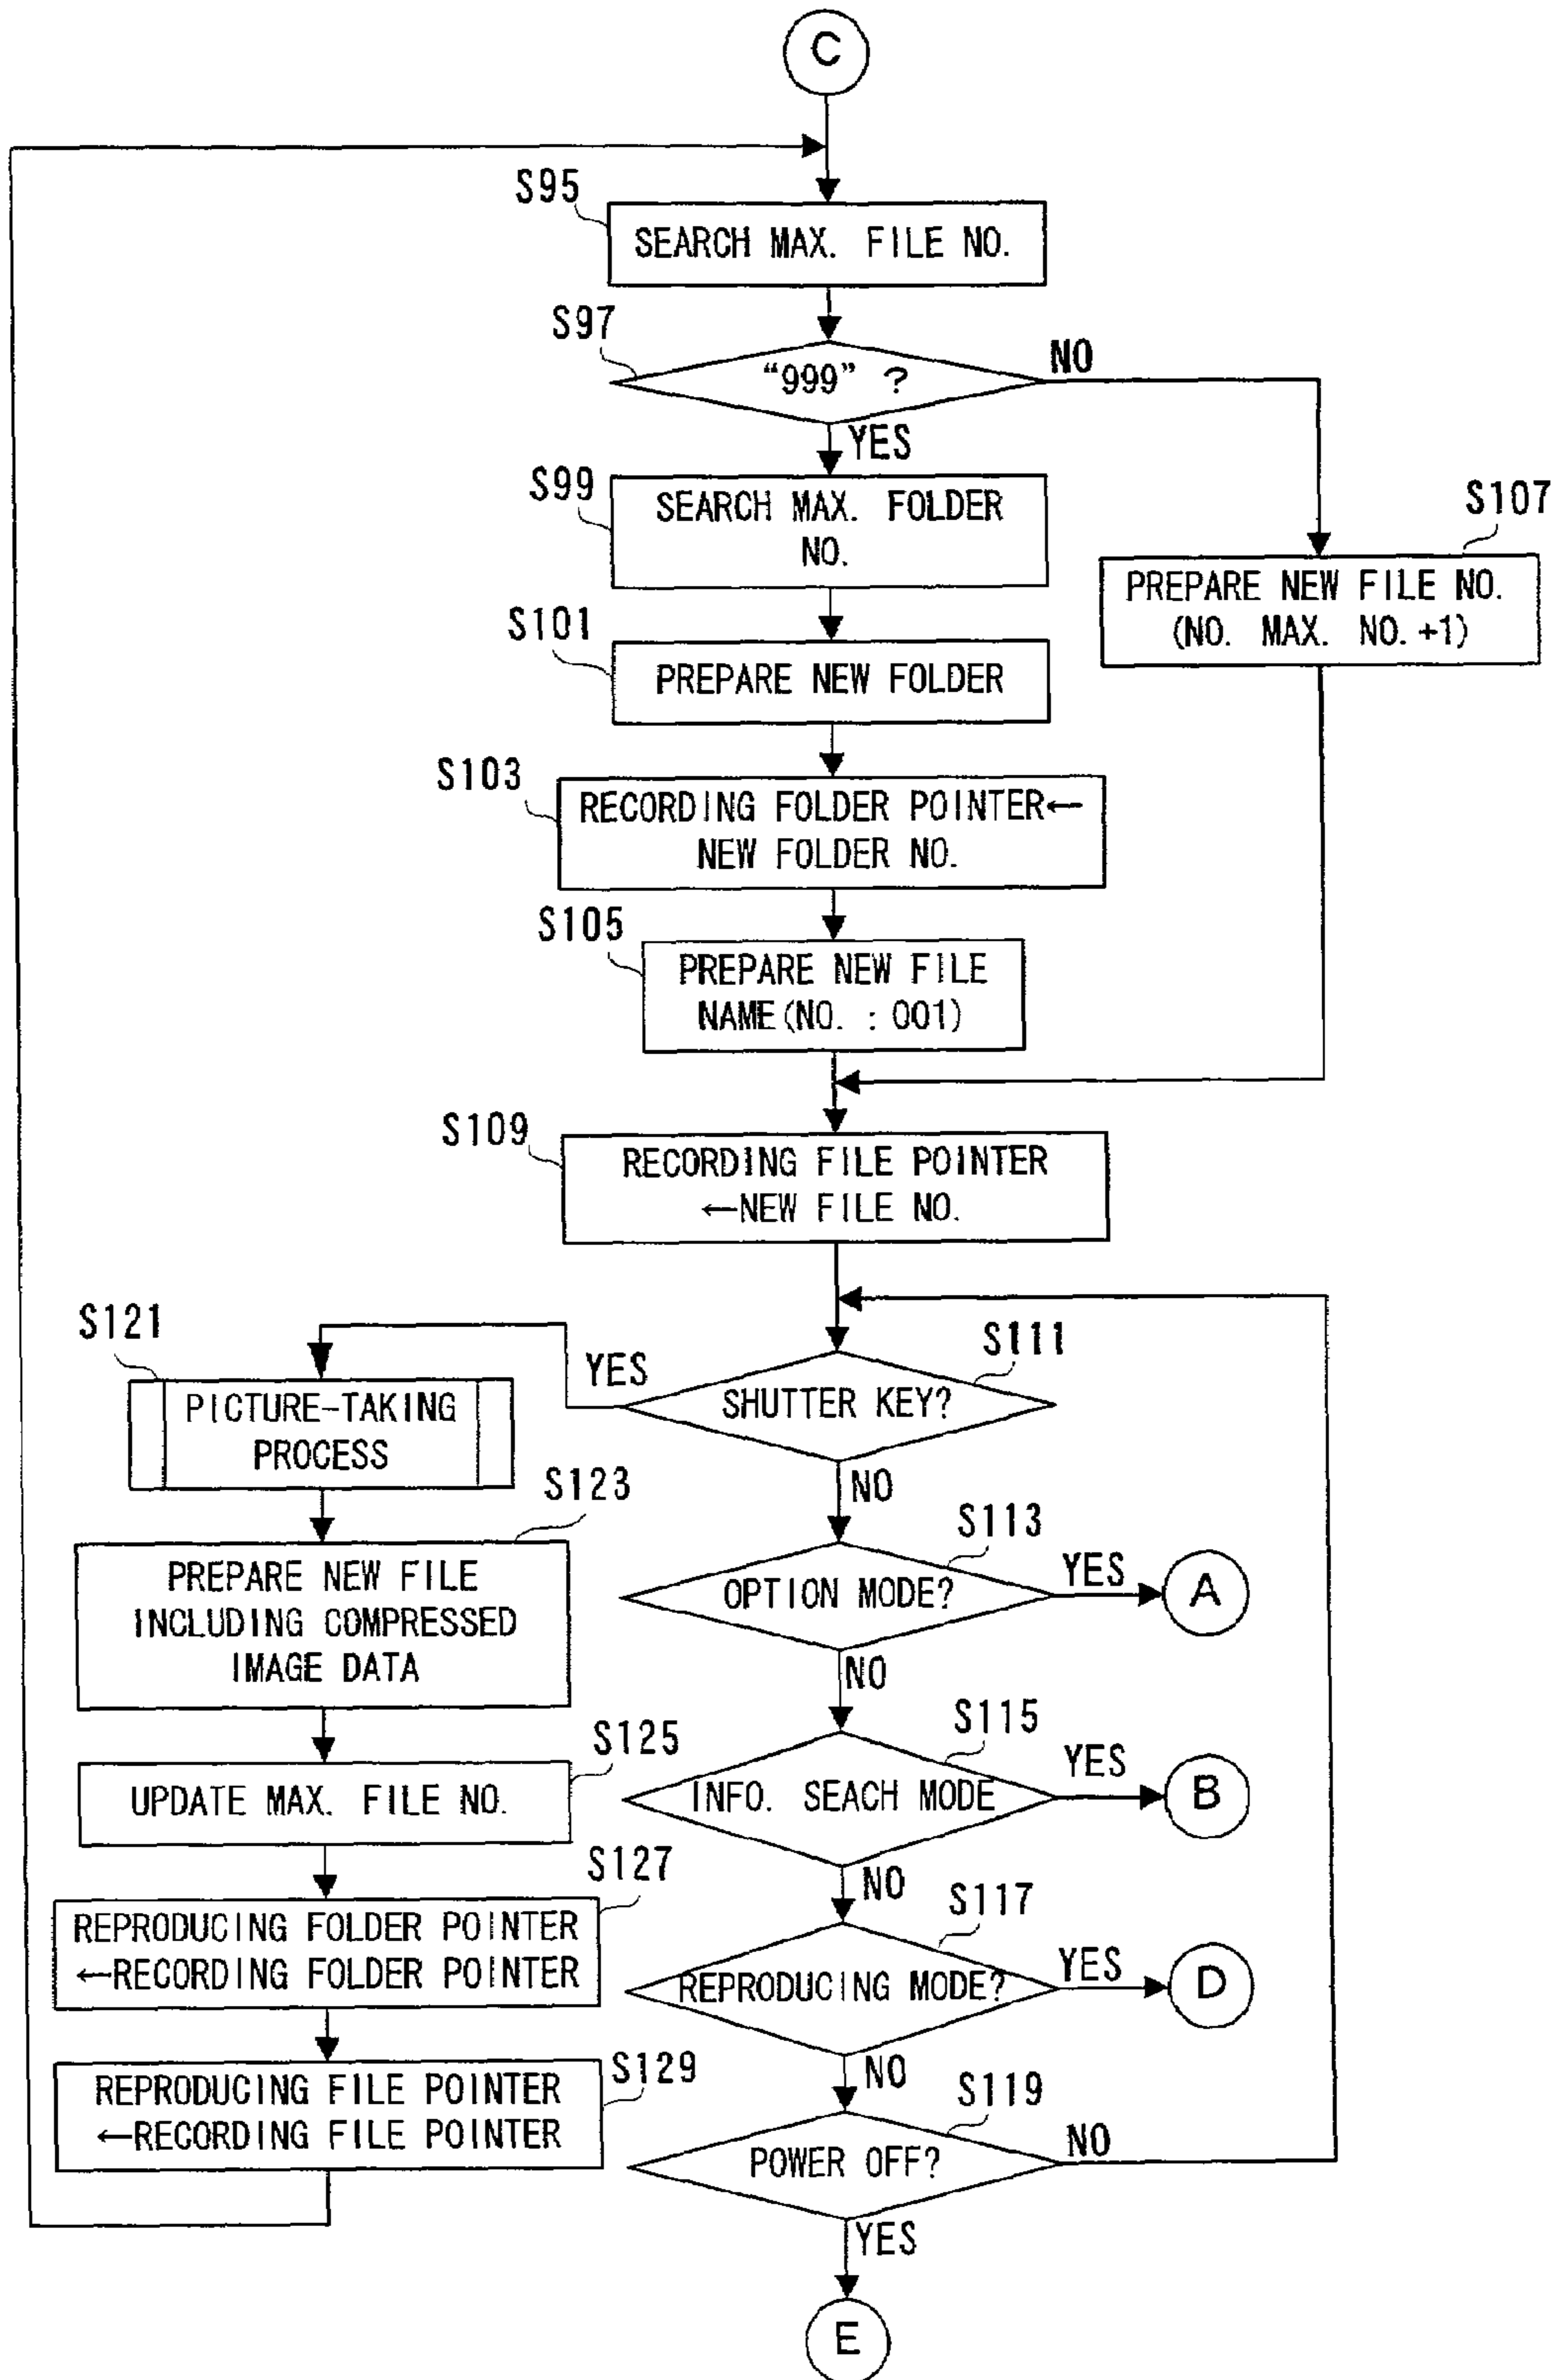 C
S95
SEARCH MAX. FILE NO.
S97
“999” ?
NO
YES
S99
SEARCH MAX. FOLDER
NO.
S107
PREPARE NEW FILE NO.
(NO. MAX. NO.+1)
S101
PREPARE NEW FOLDER
S103
RECORDING FOLDER POINTER←
NEW FOLDER NO.
S105
PREPARE NEW FILE
NAME(NO. : 001)
S109
RECORDING FILE POINTER
←NEW FILE NO.
S111
SHUTTER KEY?
YES
NO
S121
PICTURE-TAKING
PROCESS
S123
PREPARE NEW FILE
INCLUDING COMPRESSED
IMAGE DATA
S113
OPTION MODE?
YES
A
NO
S125
UPDATE MAX. FILE NO.
S115
INFO. SEACH MODE
YES
B
NO
S127
REPRODUCING FOLDER POINTER
←RECORDING FOLDER POINTER
S117
REPRODUCING MODE?
YES
D
NO
S129
REPRODUCING FILE POINTER
←RECORDING FILE POINTER
S119
POWER OFF?
NO
YES
E